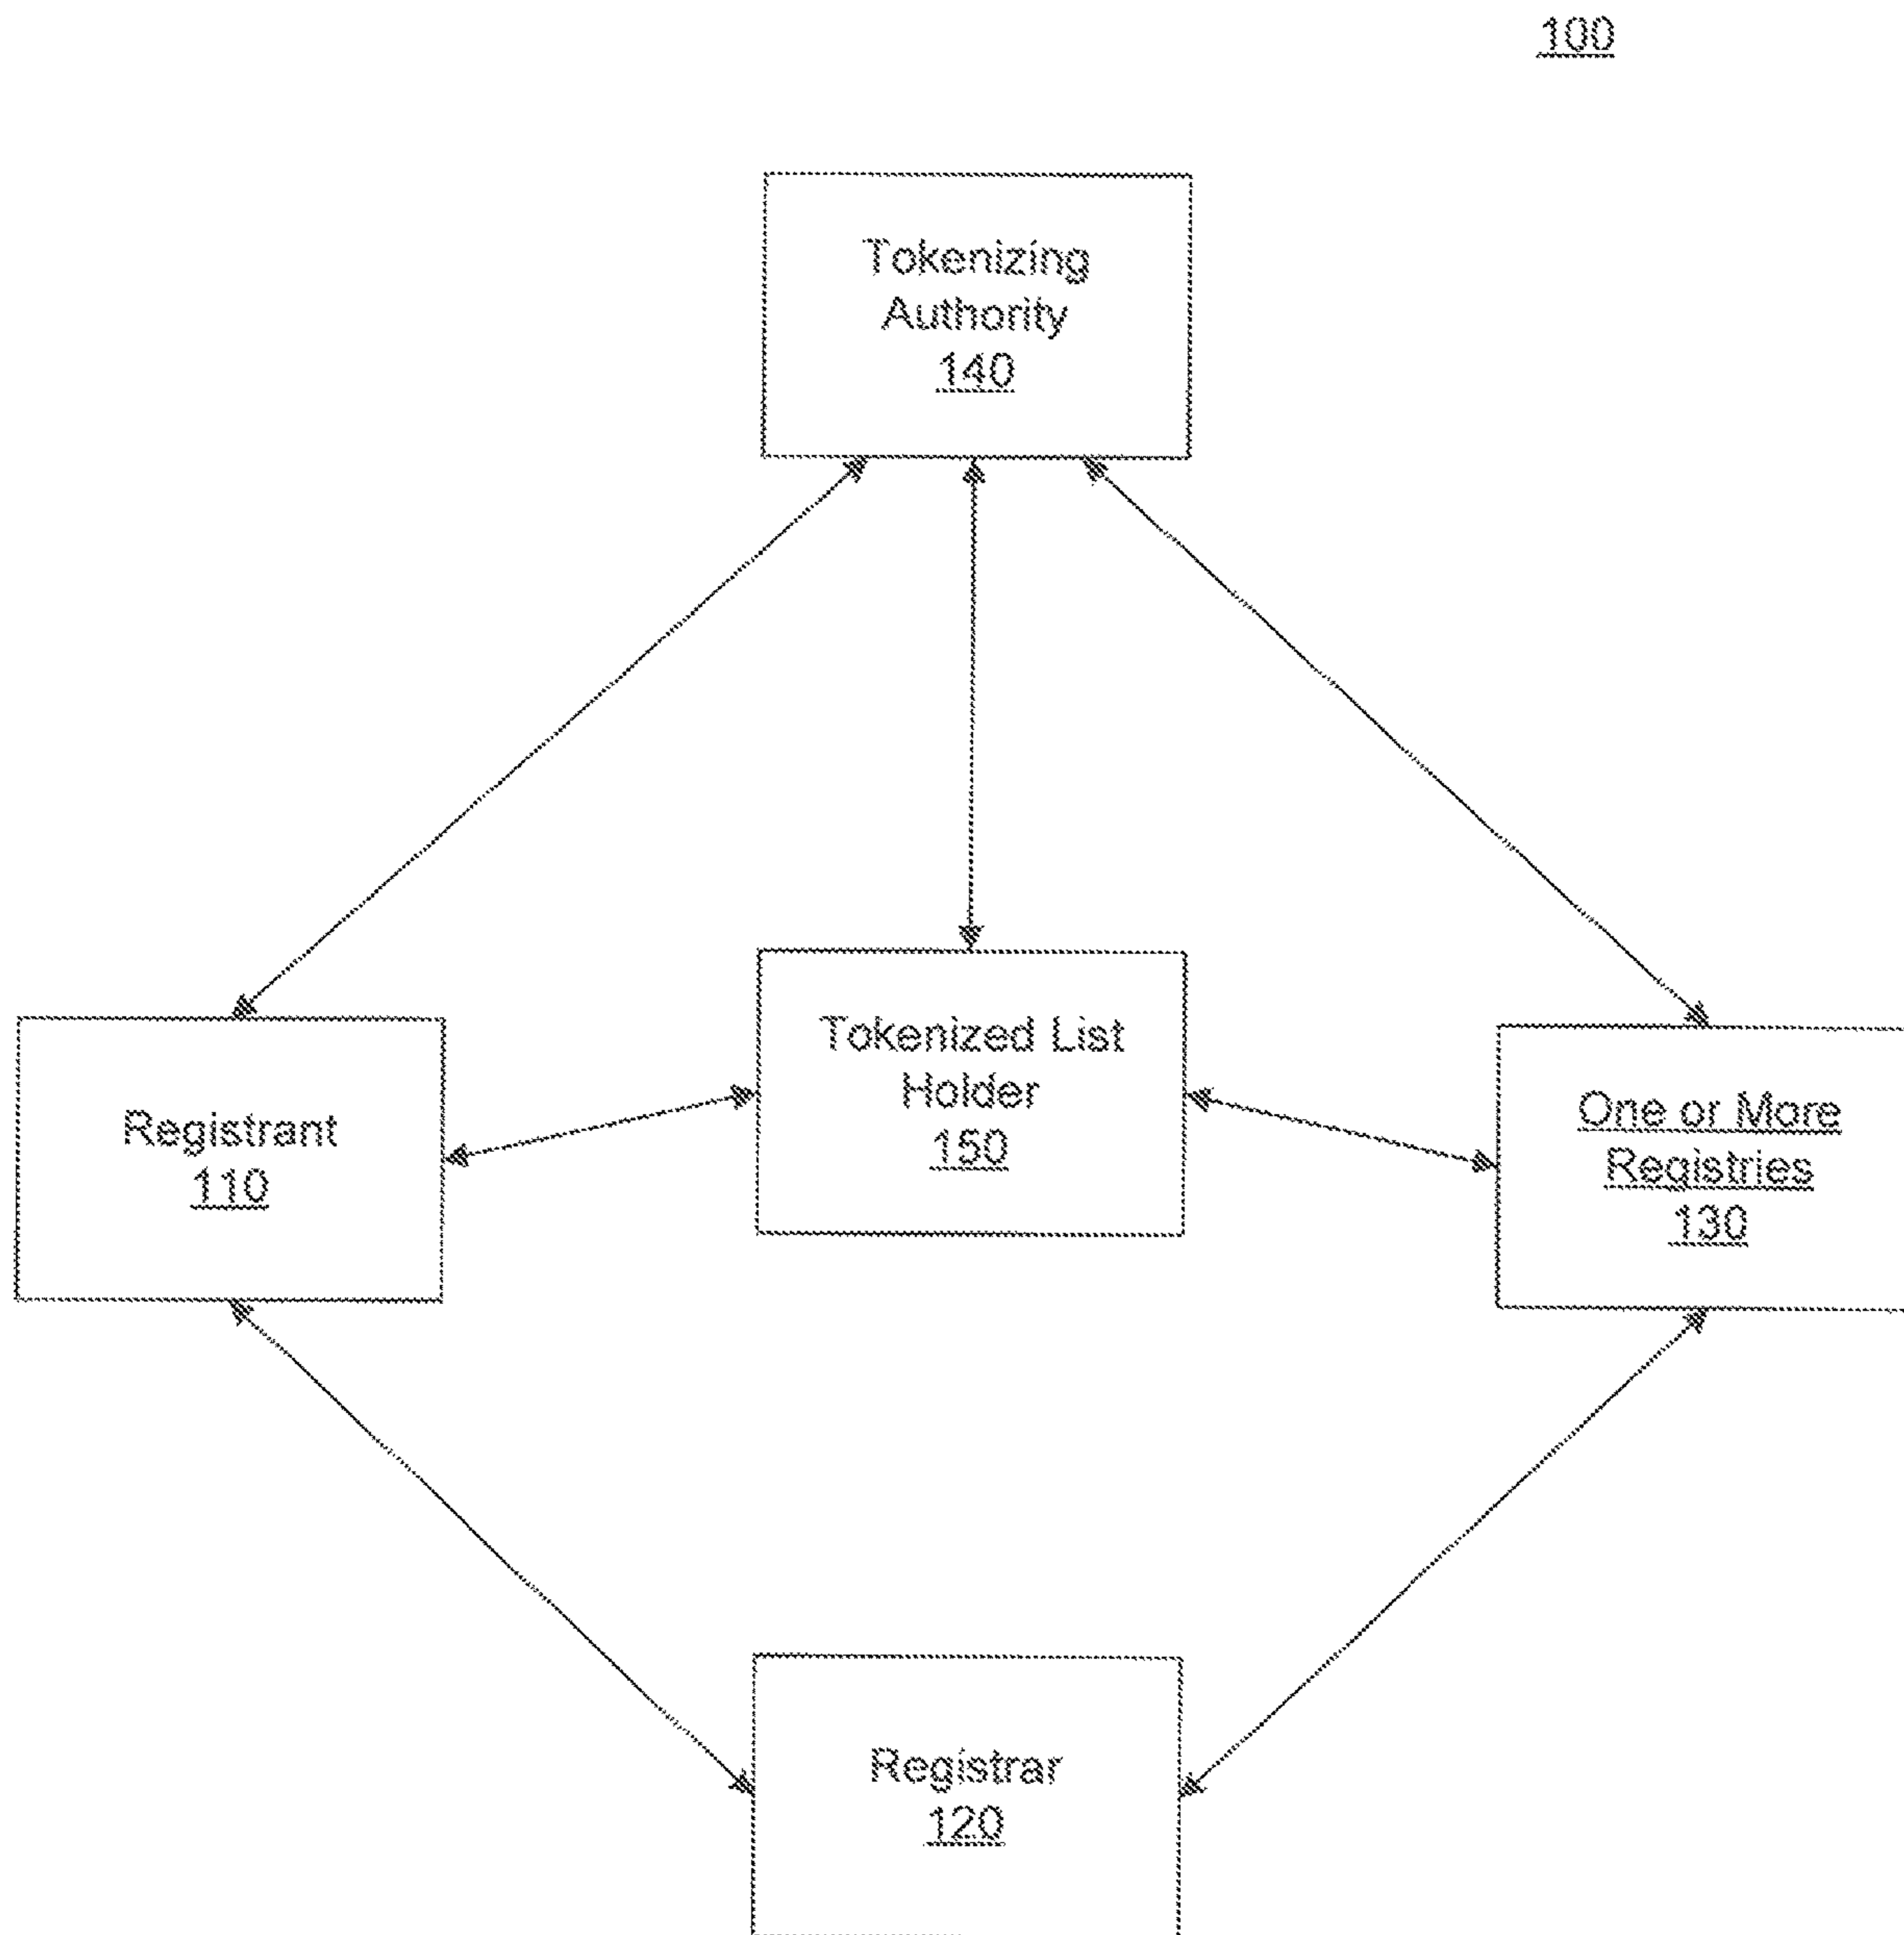 100
Tokenizing
Authority
140
Tokenized List
Holder
150
Registrant
110
One or More
Registries
130
Registrar
120